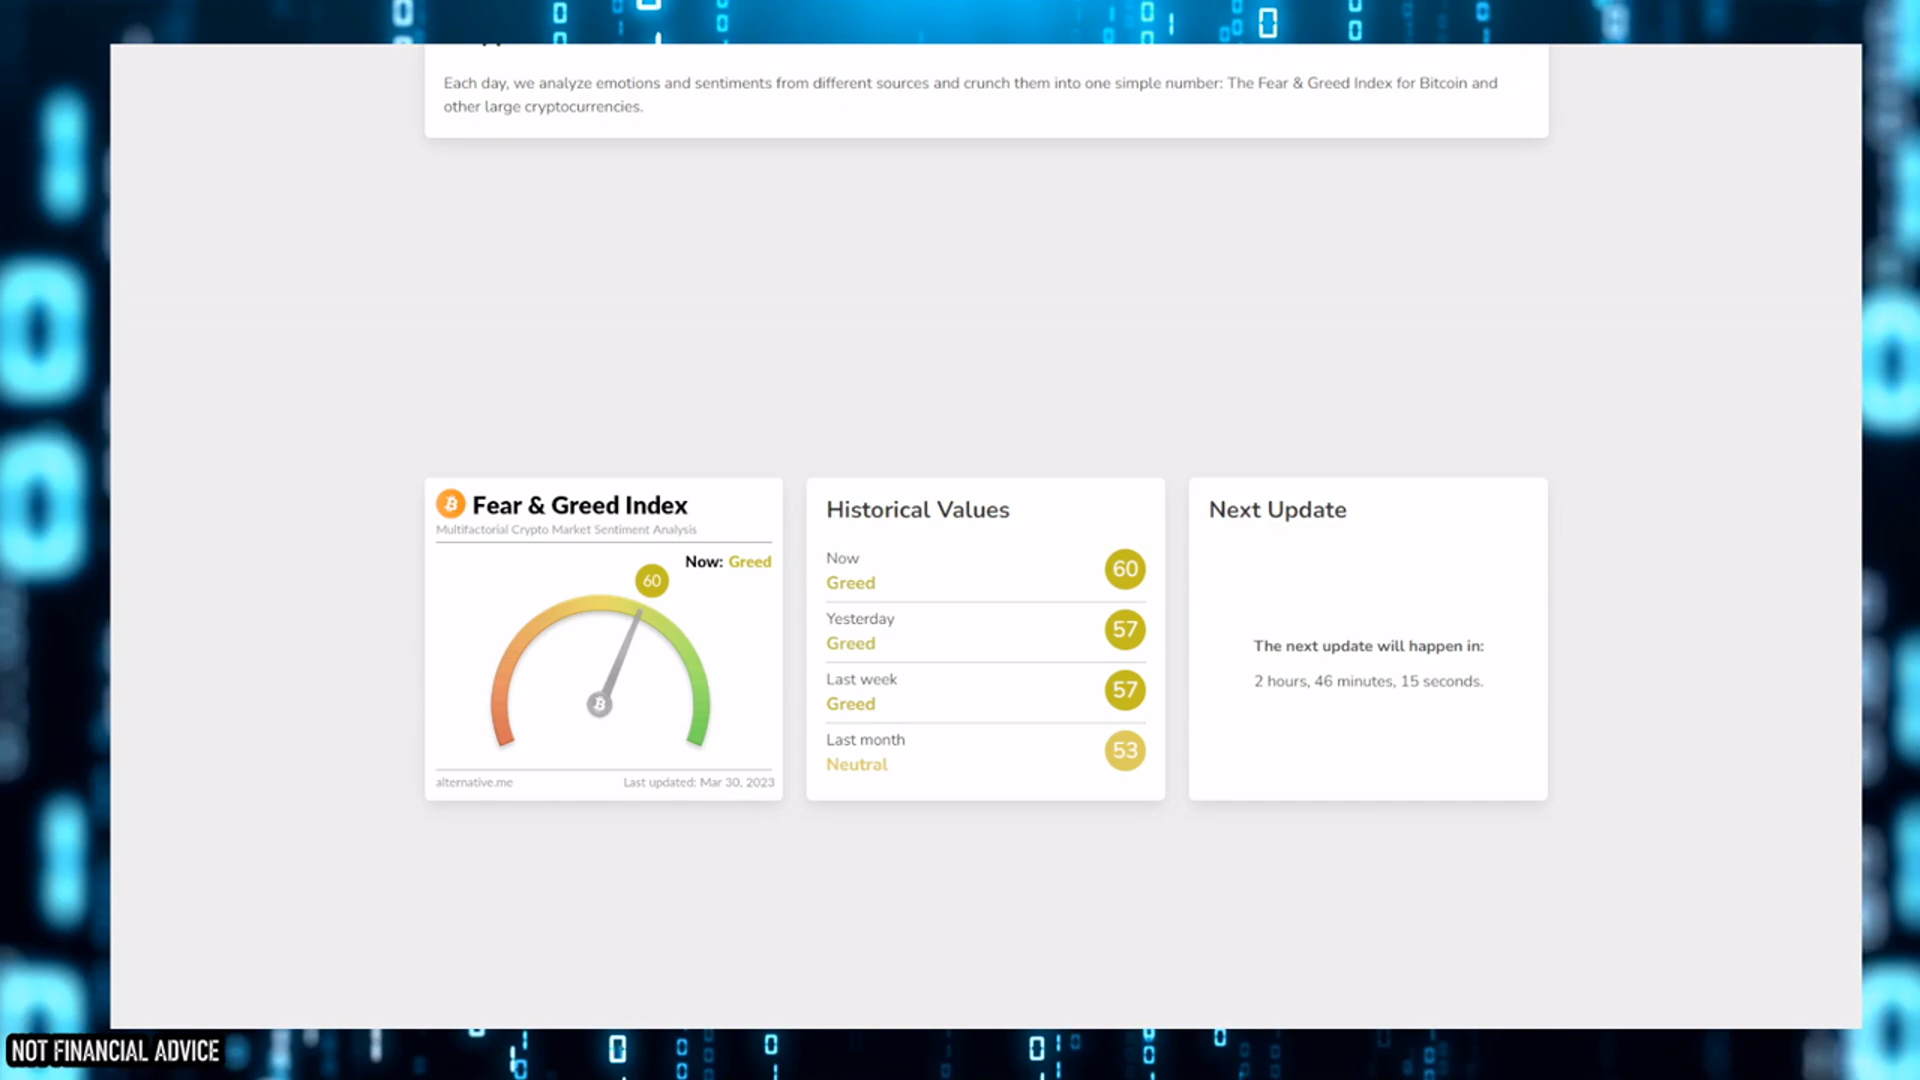 Each day, we analyze emotions and sentiments from different sources and crunch them into one simple number: The Fear & Greed Index for Bitcoin and
other large cryptocurrencies.
Fear & Greed Index
Multifactorial Crypto Market Sentiment Analysis
Now: Greed
60
alternative.me
Last updated: Mar 30, 2023
Historical Values
Now
Greed
60
Yesterday
Greed
57
Last week
Greed
57
Last month
Neutral
53
Next Update
The next update will happen in:
2 hours, 46 minutes, 15 seconds.
NOT FINANCIAL ADVICE